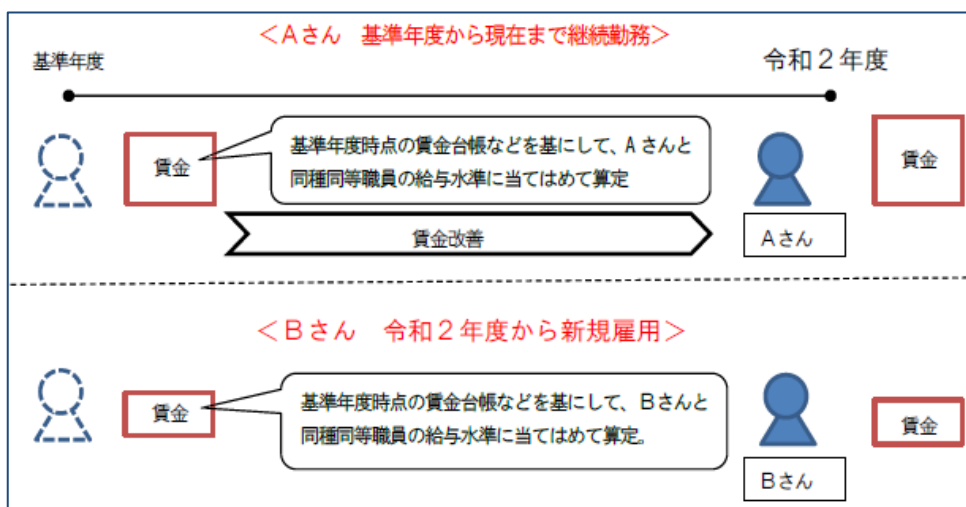 ＜Aさん　基準年度から現在まで継続勤務＞
基準年度
令和２年度
賃金
基準年度時点の賃金台帳などを基にして、Aさんと
同種同等職員の給与水準に当てはめて算定
賃金
賃金改善
Aさん
＜Bさん　令和２年度から新規雇用＞
賃金
基準年度時点の賃金台帳などを基にして、Bさんと
同種同等職員の給与水準に当てはめて算定。
賃金
Bさん